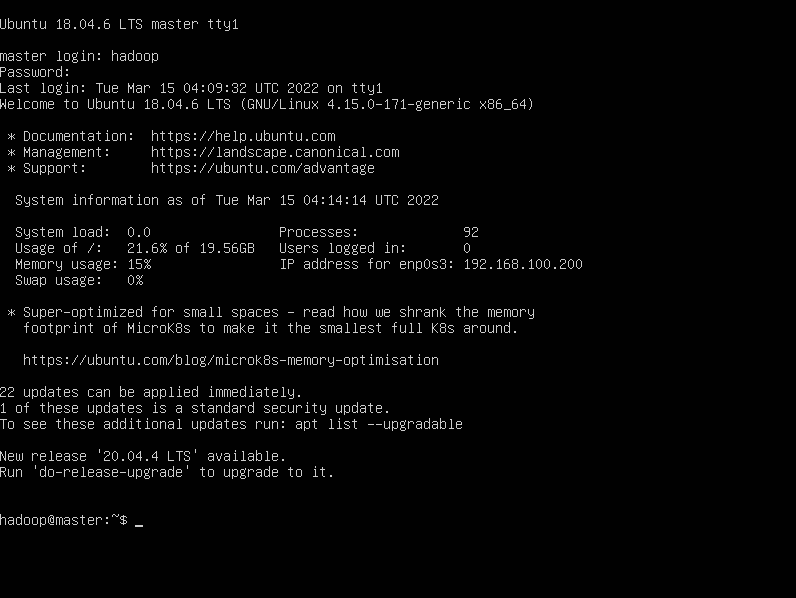 Ubuntu 18.04.6 LTS master tty1
master login: hadoop
Password:
Last login: Tue Mar 15 04:09:32 UTC 2022 on tty1
Welcome to Ubuntu 18.04.6 LTS (GNU/Linux 4.15.0-171-generic x86_64)
* Documentation:  https://help.ubuntu.com
* Management:     https://landscape.canonical.com
* Support:        https://ubuntu.com/advantage
System information as of Tue Mar 15 04:14:14 UTC 2022
System load:  0.0                Processes:             92
Usage of /:   21.6% of 19.56GB   Users logged in:       0
Memory usage: 15%                IP address for enp0s3: 192.168.100.200
Swap usage:   0%
* Super-optimized for small spaces - read how we shrank the memory
footprint of MicroK8s to make it the smallest full K8s around.
https://ubuntu.com/blog/microk8s-memory-optimisation
22 updates can be applied immediately.
1 of these updates is a standard security update.
To see these additional updates run: apt list --upgradable
New release '20.04.4 LTS' available.
Run 'do-release-upgrade' to upgrade to it.
hadoop@master:~$ _